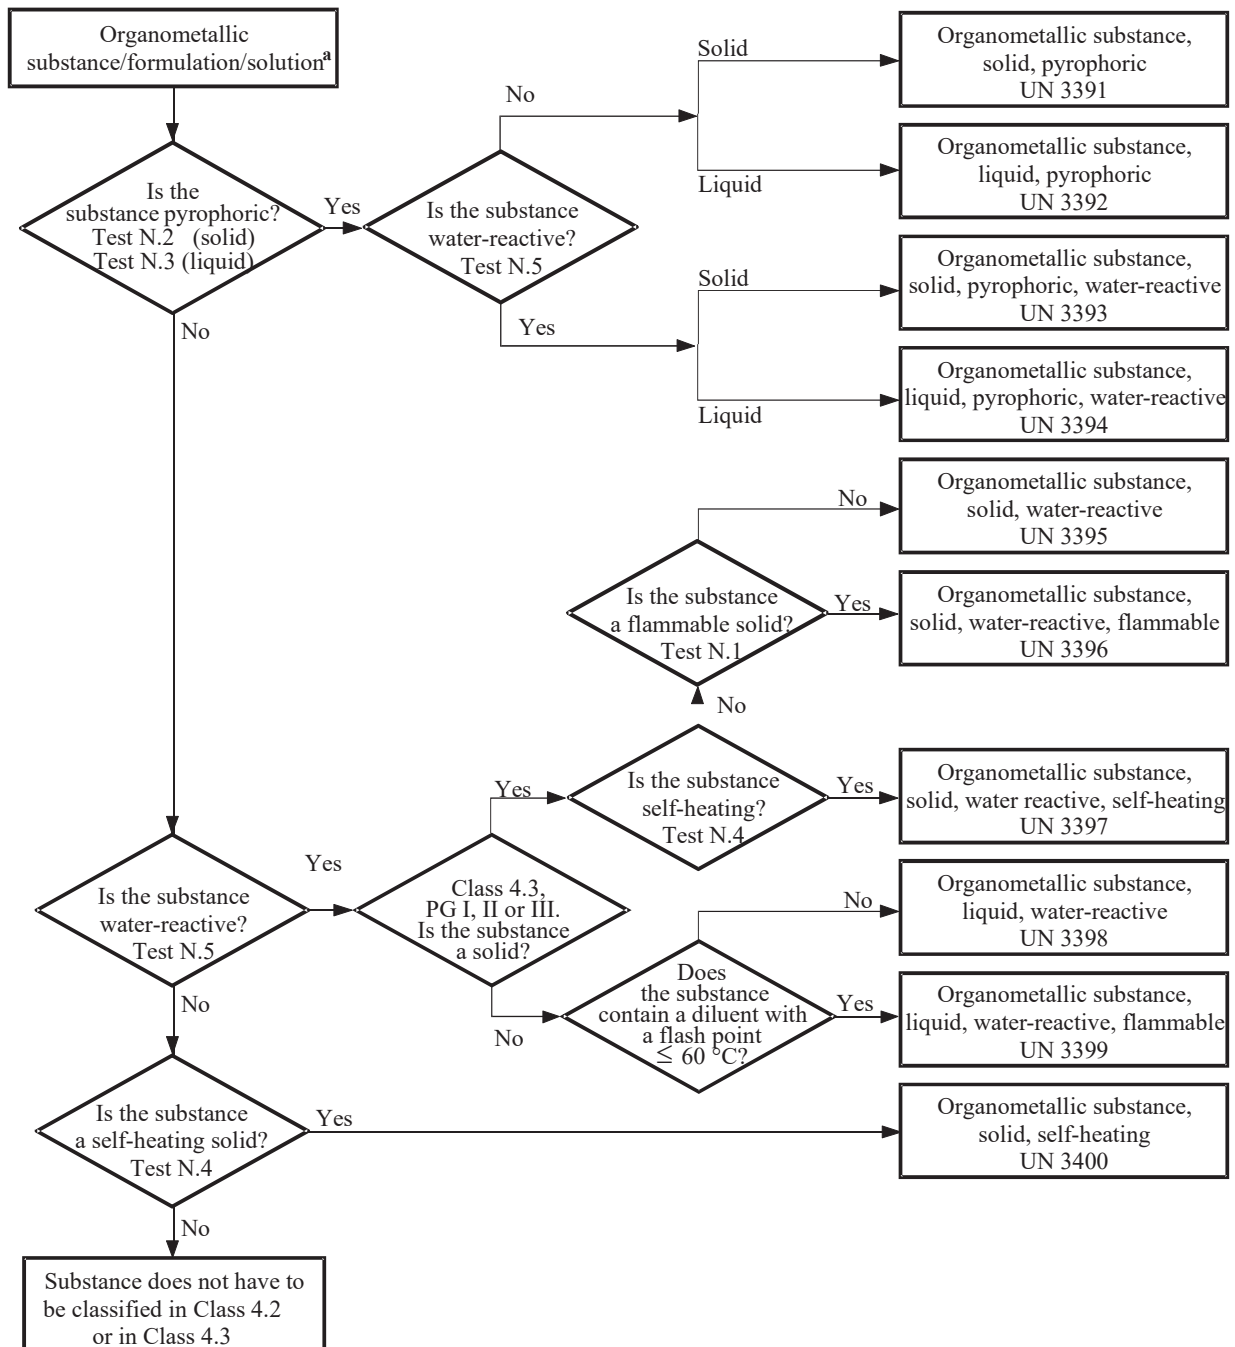 Organometallic
substance/formulation/solutionᵃ
Is the
substance pyrophoric?
Test N.2 (solid)
Test N.3 (liquid)
Yes
No
Is the substance
water-reactive?
Test N.5
No
Yes
Solid
Liquid
Organometallic substance,
solid, pyrophoric
UN 3391
Organometallic substance,
liquid, pyrophoric
UN 3392
Solid
Liquid
Organometallic substance,
solid, pyrophoric, water-reactive
UN 3393
Organometallic substance,
liquid, pyrophoric, water-reactive
UN 3394
Organometallic substance,
solid, water-reactive
UN 3395
No
Is the substance
a flammable solid?
Test N.1
Yes
Organometallic substance,
solid, water-reactive, flammable
UN 3396
No
Is the substance
self-heating?
Test N.4
Yes
Organometallic substance,
solid, water reactive, self-heating
UN 3397
Yes
Is the substance
water-reactive?
Test N.5
Yes
Class 4.3,
PG I, II or III.
Is the substance
a solid?
No
No
Does
the substance
contain a diluent with
a flash point
≤ 60 °C?
No
Organometallic substance,
liquid, water-reactive
UN 3398
Yes
Organometallic substance,
liquid, water-reactive, flammable
UN 3399
Is the substance
a self-heating solid?
Test N.4
Yes
Organometallic substance,
solid, self-heating
UN 3400
No
Substance does not have to
be classified in Class 4.2
or in Class 4.3